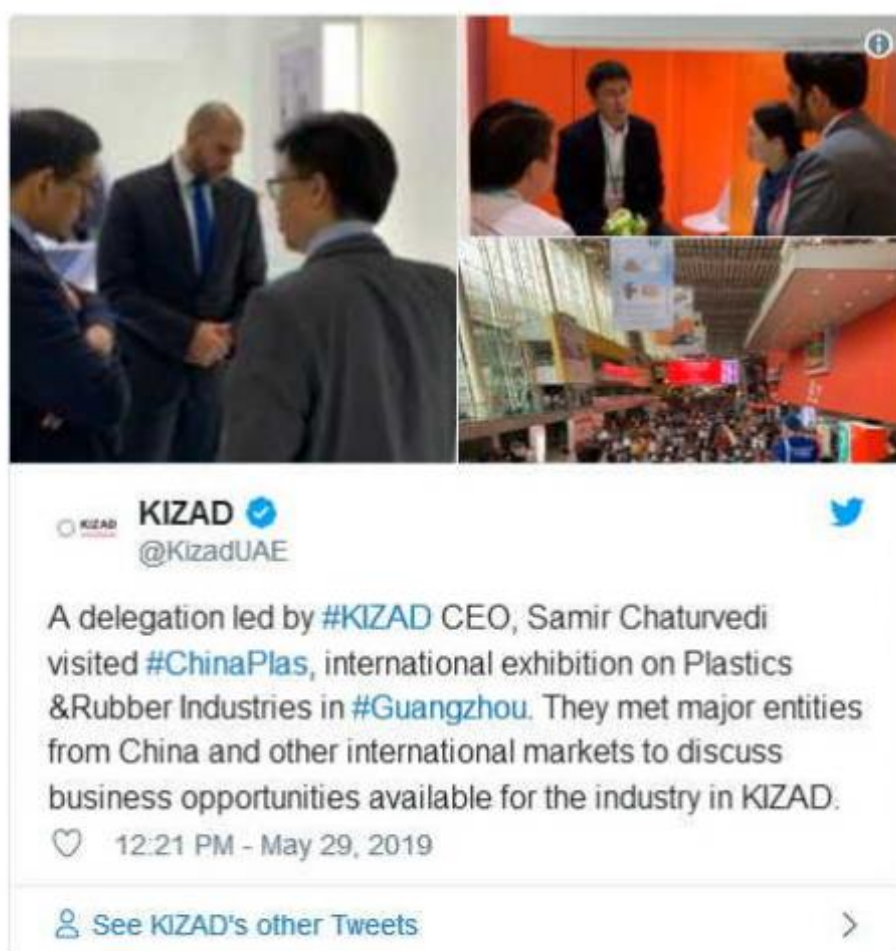 KIZAD
KIZAD
@KizadUAE
A delegation led by #KIZAD CEO, Samir Chaturvedi
visited #ChinaPlas, international exhibition on Plastics
&Rubber Industries in #Guangzhou. They met major entities
from China and other international markets to discuss
business opportunities available for the industry in KIZAD.
12:21 PM - May 29, 2019
See KIZAD's other Tweets